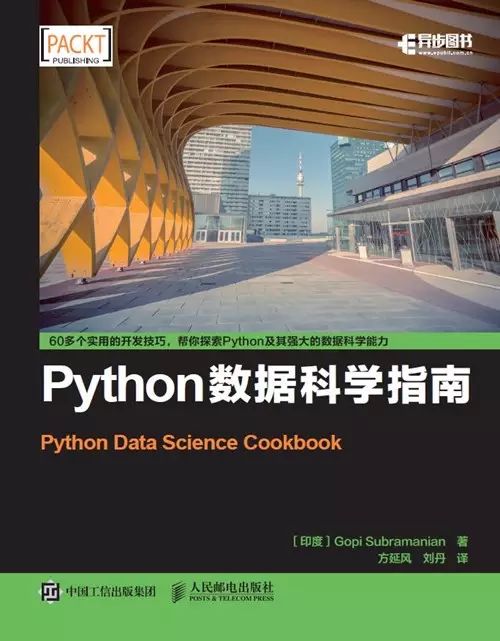 [PACKT]
PUBLISHING
异步图书
www.epubit.com.cn
60多个实用的开发技巧，帮你探索Python及其强大的数据科学能力
Python数据科学指南
Python Data Science Cookbook
［印度］Gopi Subramanian 著
方延风 刘丹 译
中国工信出版集团
人民邮电出版社
POSTS & TELECOM PRESS